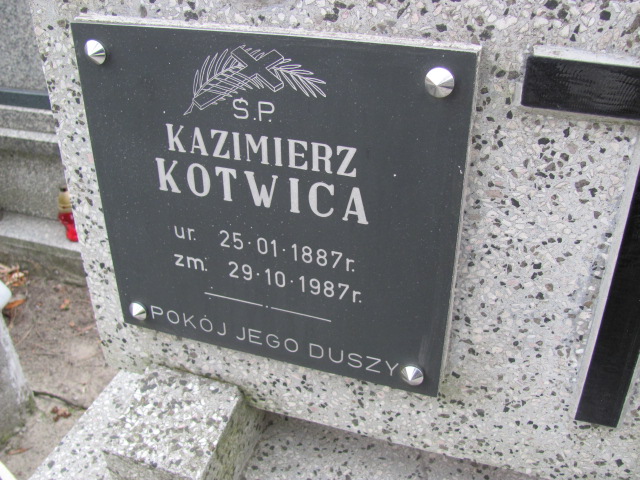 Ś.P.
KAZIMIERZ
KOTWICA
ur. 25·01·1887r.
zm. 29·10·1987r.
POKÓJ JEGO DUSZY